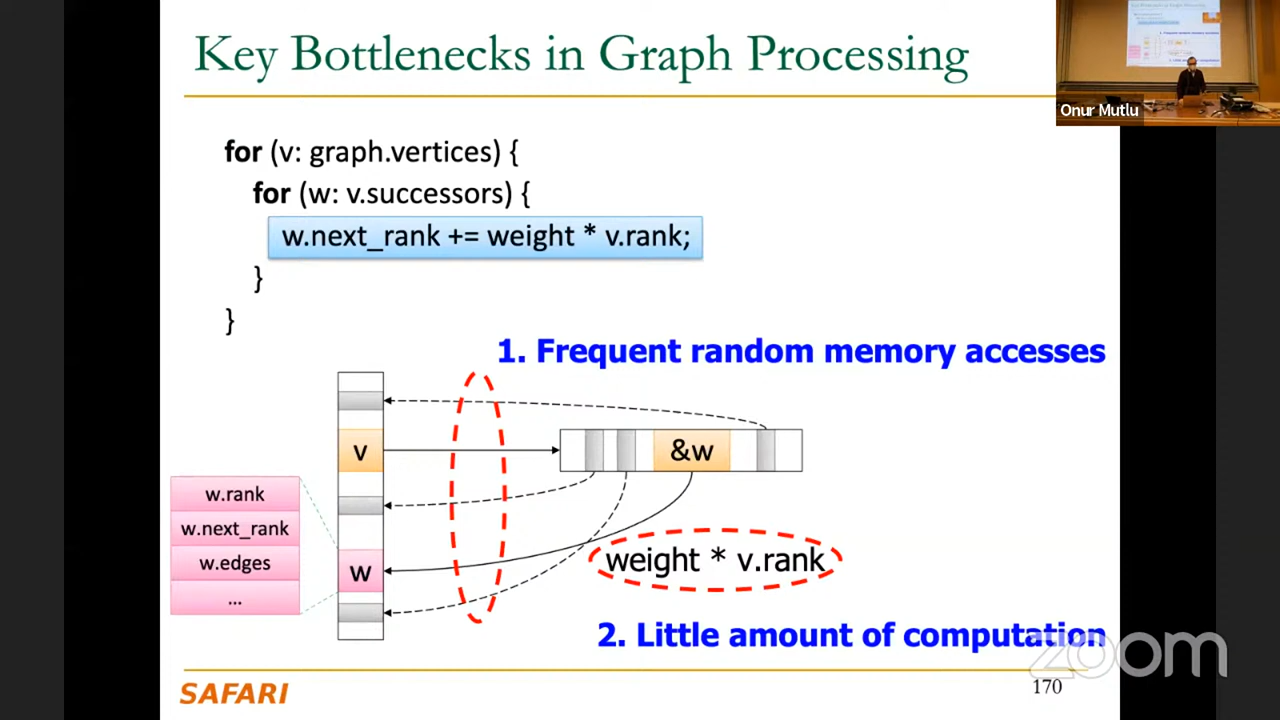 Key Bottlenecks in Graph Processing
Onur Mutlu
for (v: graph.vertices) {
for (w: v.successors) {
w.next_rank += weight * v.rank;
}
}
1. Frequent random memory accesses
v
&w
w.rank
w.next_rank
w.edges
...
w
weight * v.rank
2. Little amount of computation
zoom
SAFARI
170